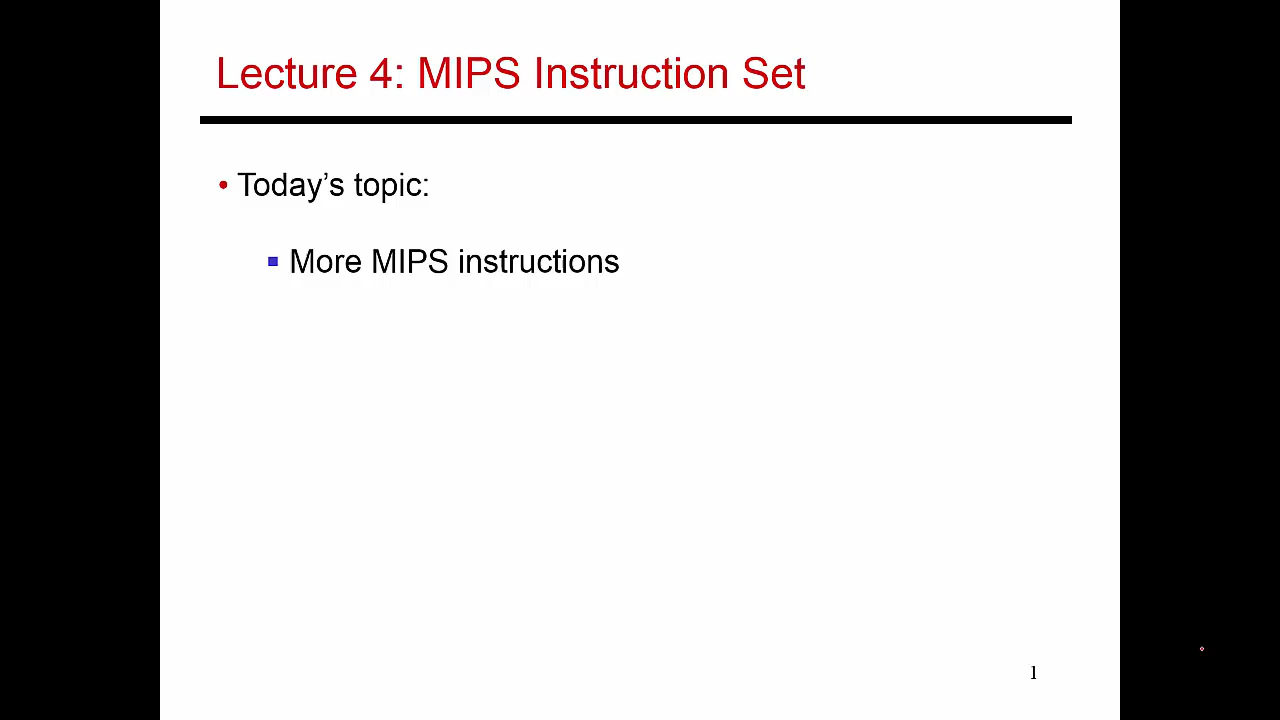 Lecture 4: MIPS Instruction Set
• Today’s topic:
▪ More MIPS instructions
1